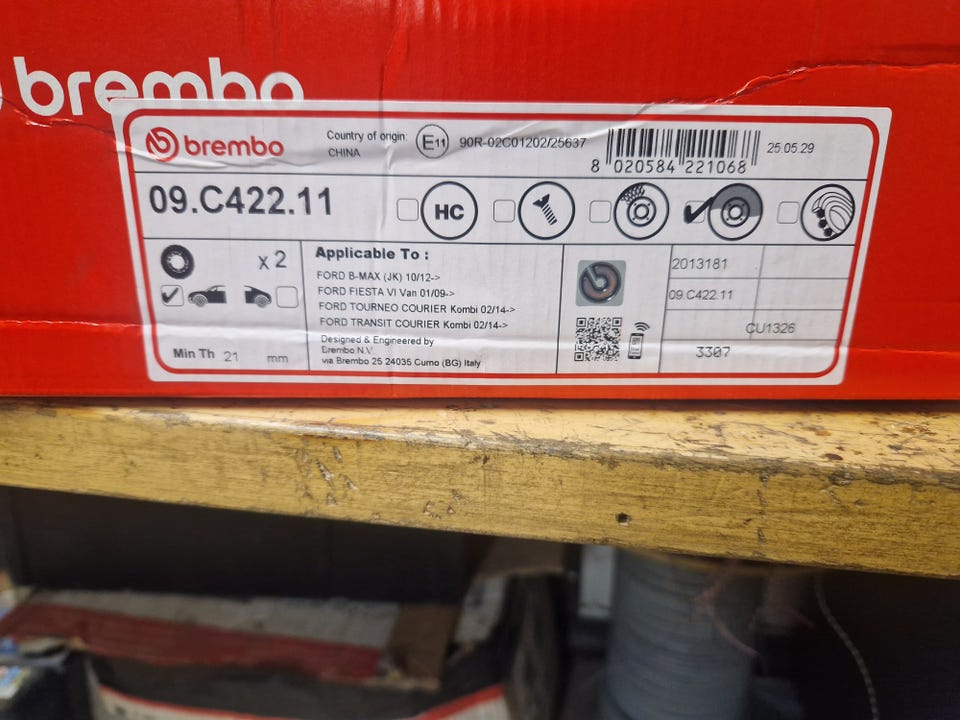 brembo
brembo
Country of origin:
CHINA
E11
90R-02C01202/25637
8 020584 221068
25.05.29
09.C422.11
HC
x 2
Applicable To :
FORD B-MAX (JK) 10/12->
FORD FIESTA VI Van 01/09->
FORD TOURNEO COURIER Kombi 02/14->
FORD TRANSIT COURIER Kombi 02/14->
Designed & Engineered by
Brembo N.V.
via Brembo 25 24035 Curno (BG) Italy
Min Th 21 mm
2013181
09.C422.11
CU1326
3307